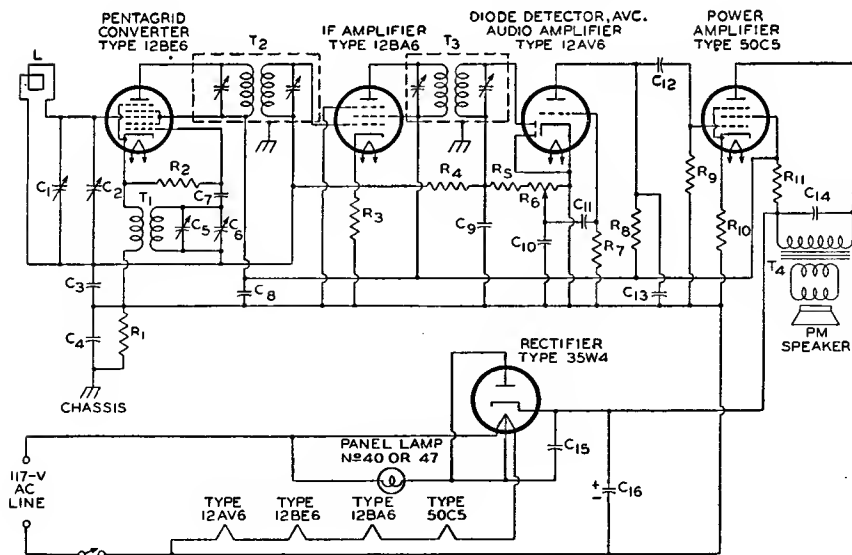 PENTAGRID
CONVERTER
TYPE 12BE6
T2
IF AMPLIFIER
TYPE 12BA6
T3
DIODE DETECTOR, AVC.
AUDIO AMPLIFIER
TYPE 12AV6
POWER
AMPLIFIER
TYPE 50C5
L
C12
C1
C2
R2
C7
T1
C5
C6
R3
R4
R5
R6
C9
C11
C10
R7
R8
R9
R10
R11
C14
T4
C3
C8
C13
C4
R1
CHASSIS
PM
SPEAKER
RECTIFIER
TYPE 35W4
PANEL LAMP
No 40 OR 47
C15
C16
+
-
117-V
AC
LINE
TYPE
12AV6
TYPE
12BE6
TYPE
12BA6
TYPE
50C5